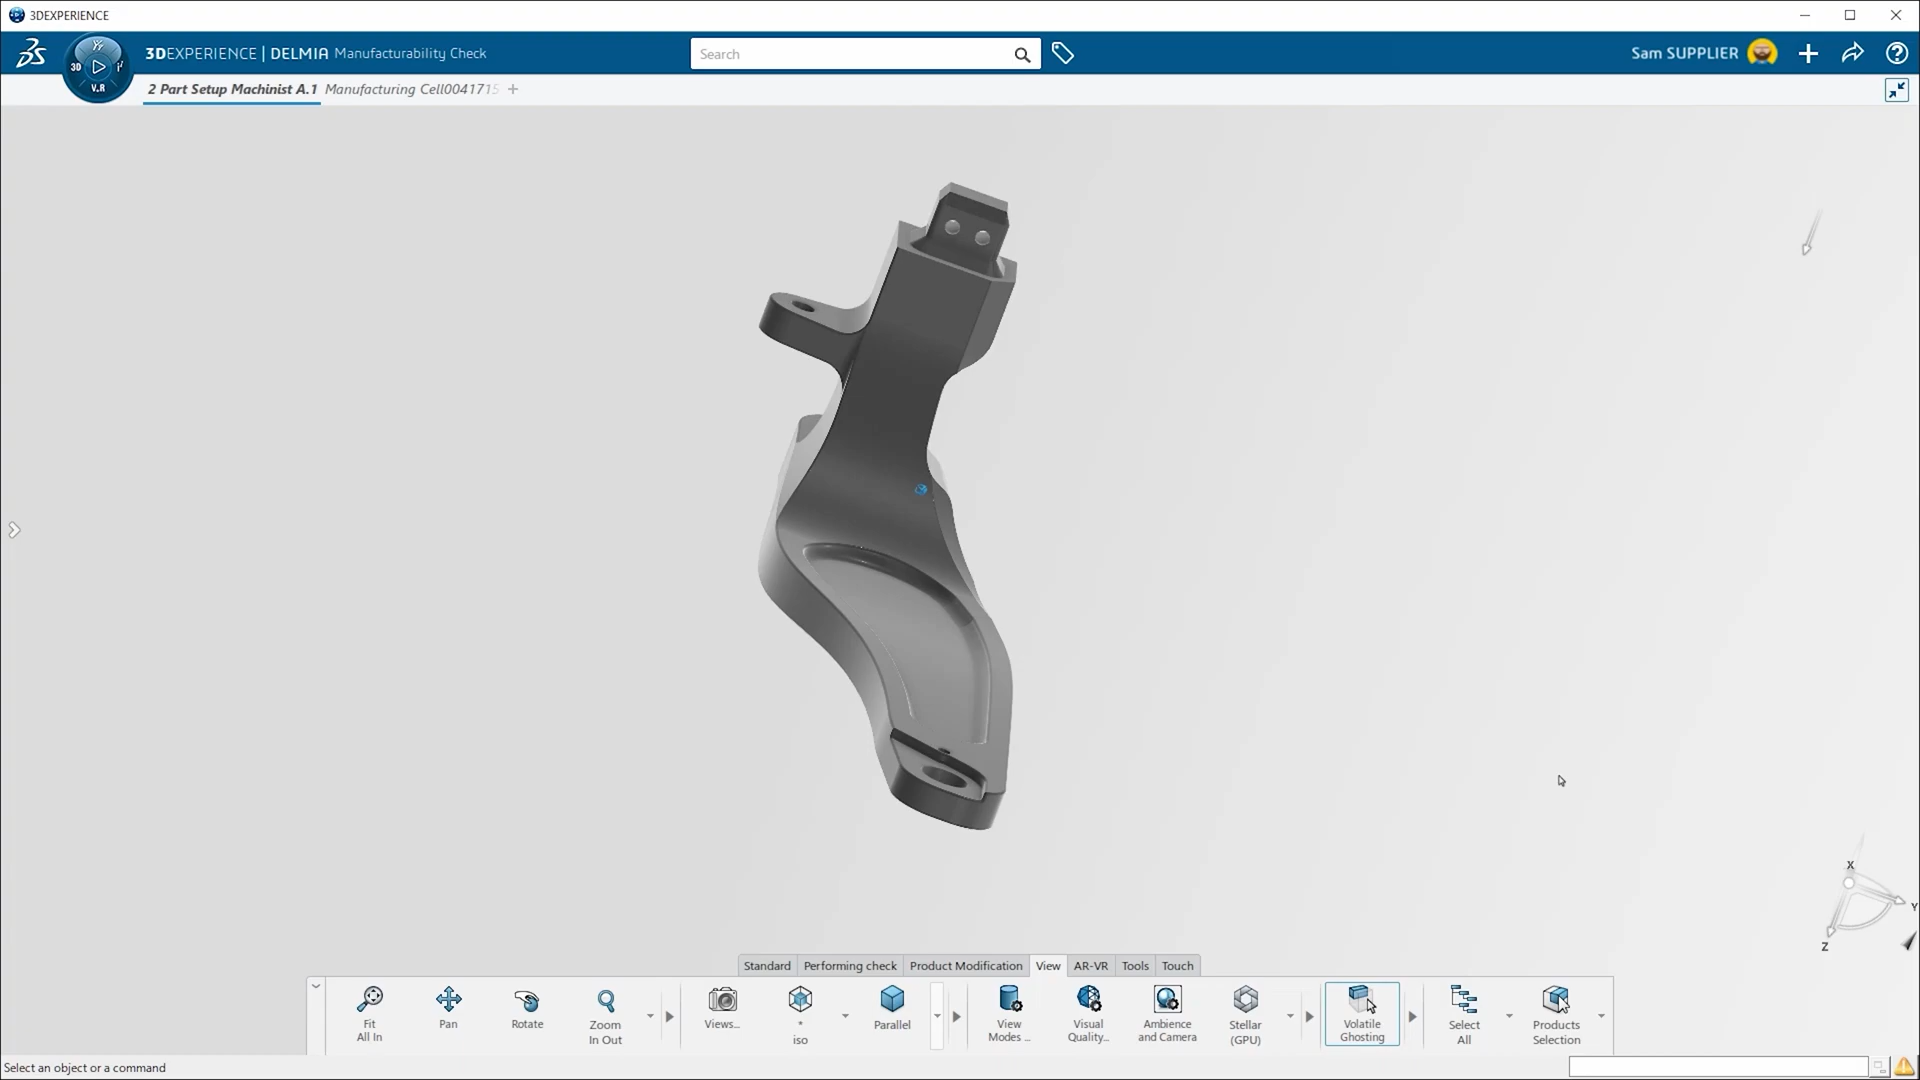 3DEXPERIENCE
3DEXPERIENCE | DELMIA Manufacturability Check
Search
Sam SUPPLIER
3D
V.R
2 Part Setup Machinist A.1
Manufacturing Cell0041715
X
Y
Z
Standard
Performing check
Product Modification
View
AR-VR
Tools
Touch
Fit
All In
Pan
Rotate
Zoom
In Out
Views...
*
iso
Parallel
View
Modes ...
Visual
Quality...
Ambience
and Camera
Stellar
(GPU)
Volatile
Ghosting
Select
All
Products
Selection
Select an object or a command